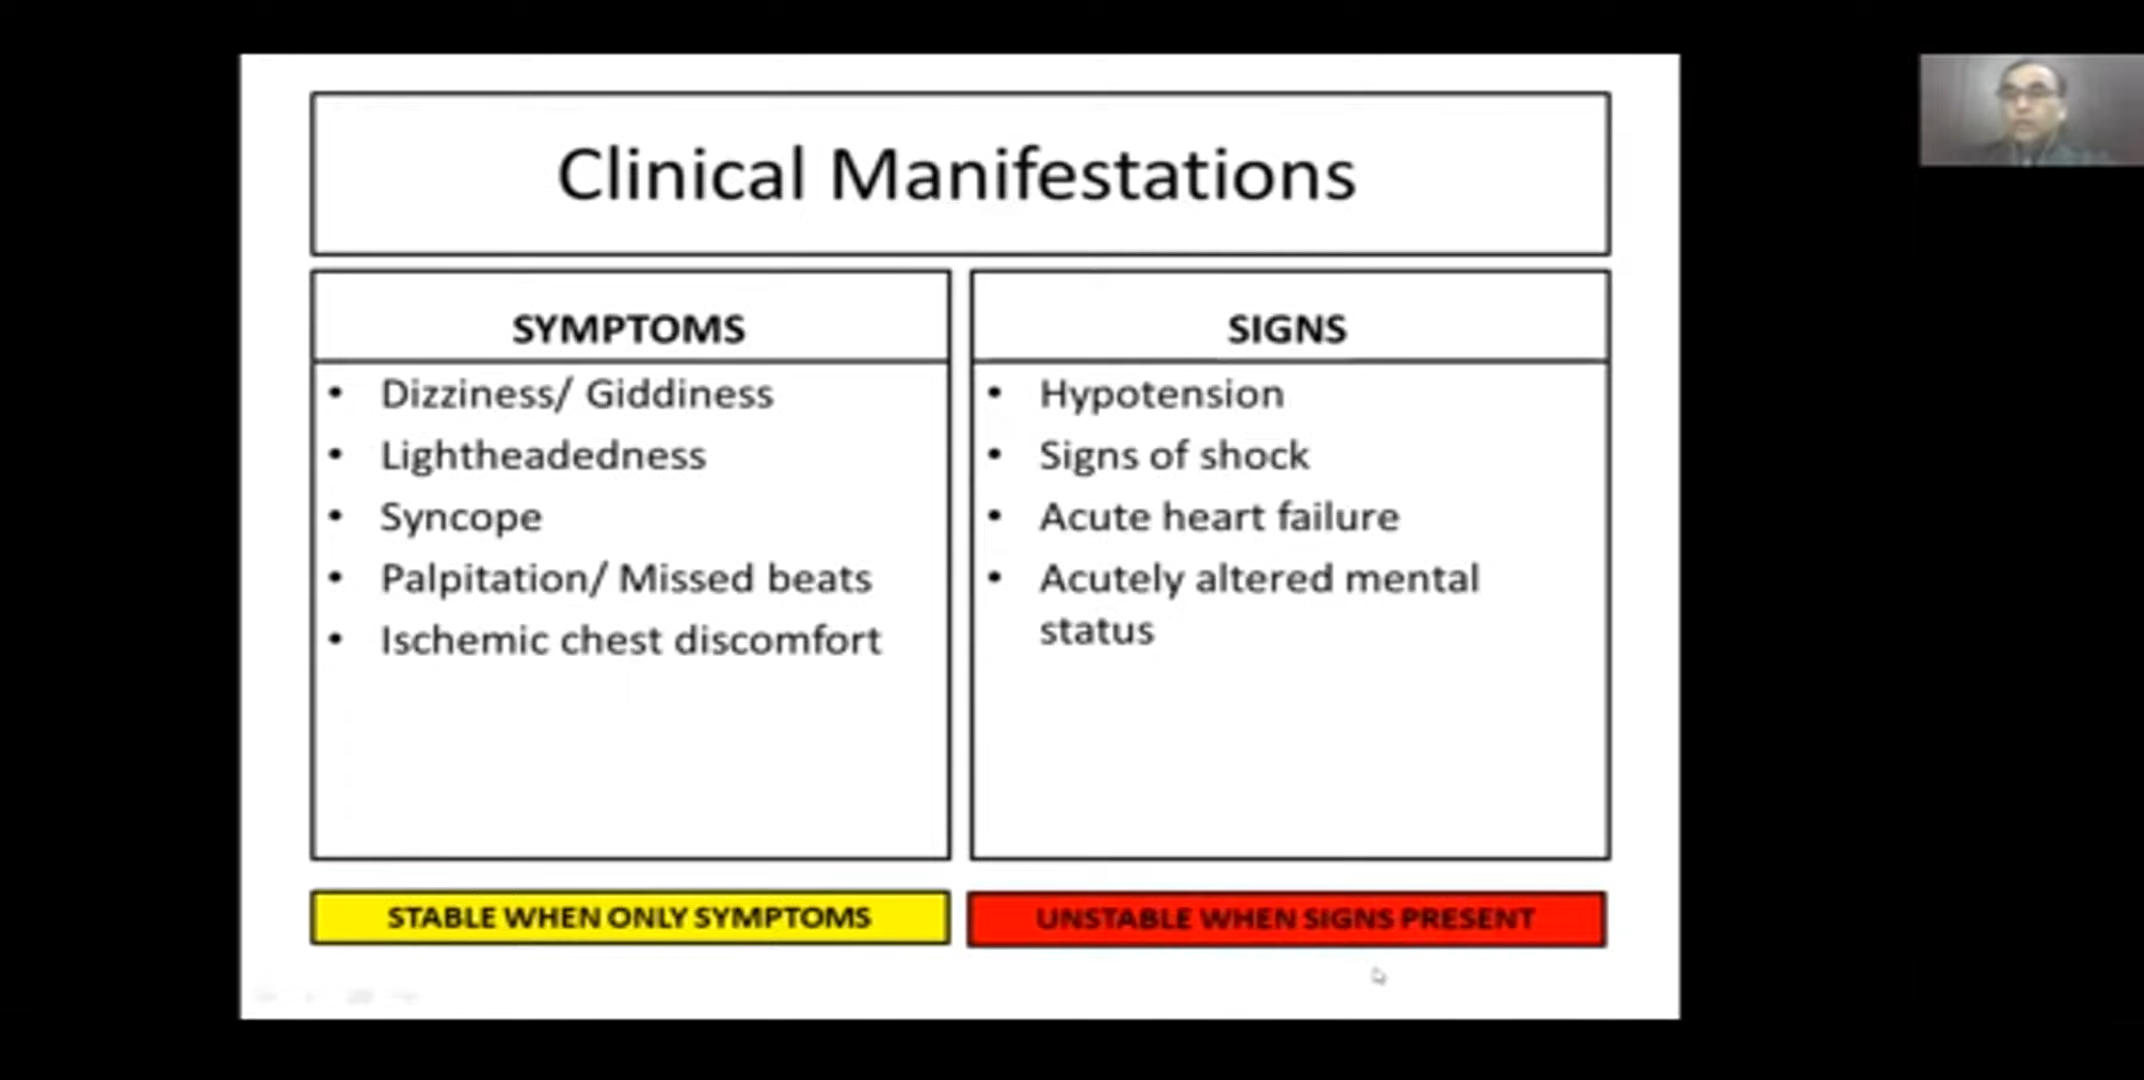 Clinical Manifestations
SYMPTOMS
• Dizziness/ Giddiness
• Lightheadedness
• Syncope
• Palpitation/ Missed beats
• Ischemic chest discomfort
STABLE WHEN ONLY SYMPTOMS
SIGNS
• Hypotension
• Signs of shock
• Acute heart failure
• Acutely altered mental
status
UNSTABLE WHEN SIGNS PRESENT